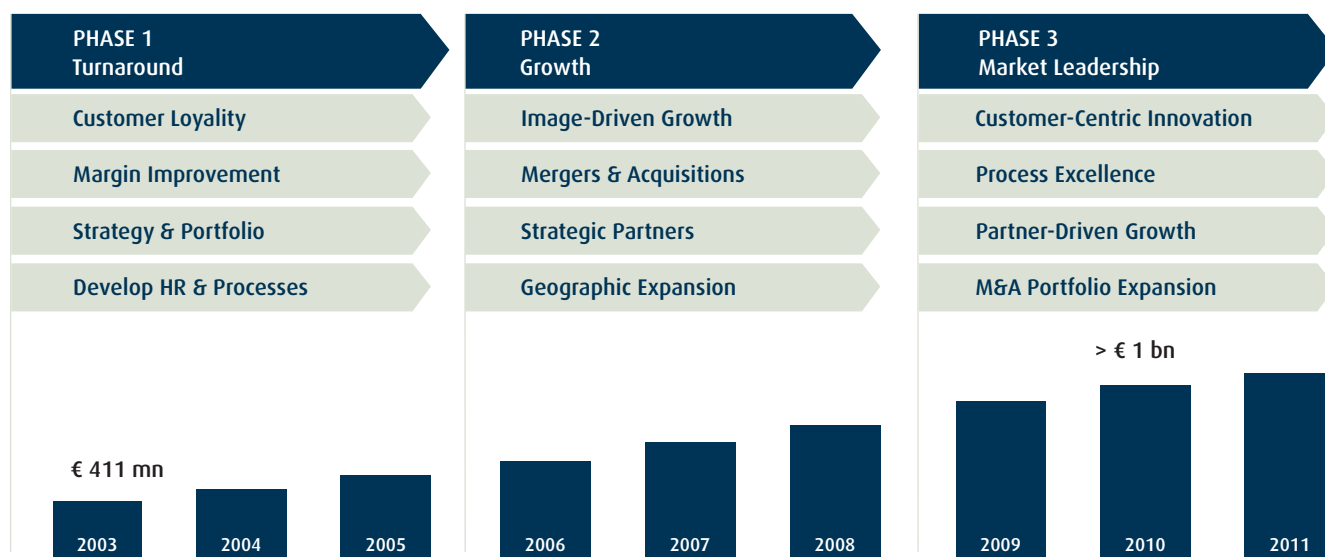 PHASE 1
Turnaround
Customer Loyality
Margin Improvement
Strategy & Portfolio
Develop HR & Processes
€ 411 mn
2003
2004
2005
PHASE 2
Growth
Image-Driven Growth
Mergers & Acquisitions
Strategic Partners
Geographic Expansion
2006
2007
2008
PHASE 3
Market Leadership
Customer-Centric Innovation
Process Excellence
Partner-Driven Growth
M&A Portfolio Expansion
> € 1 bn
2009
2010
2011